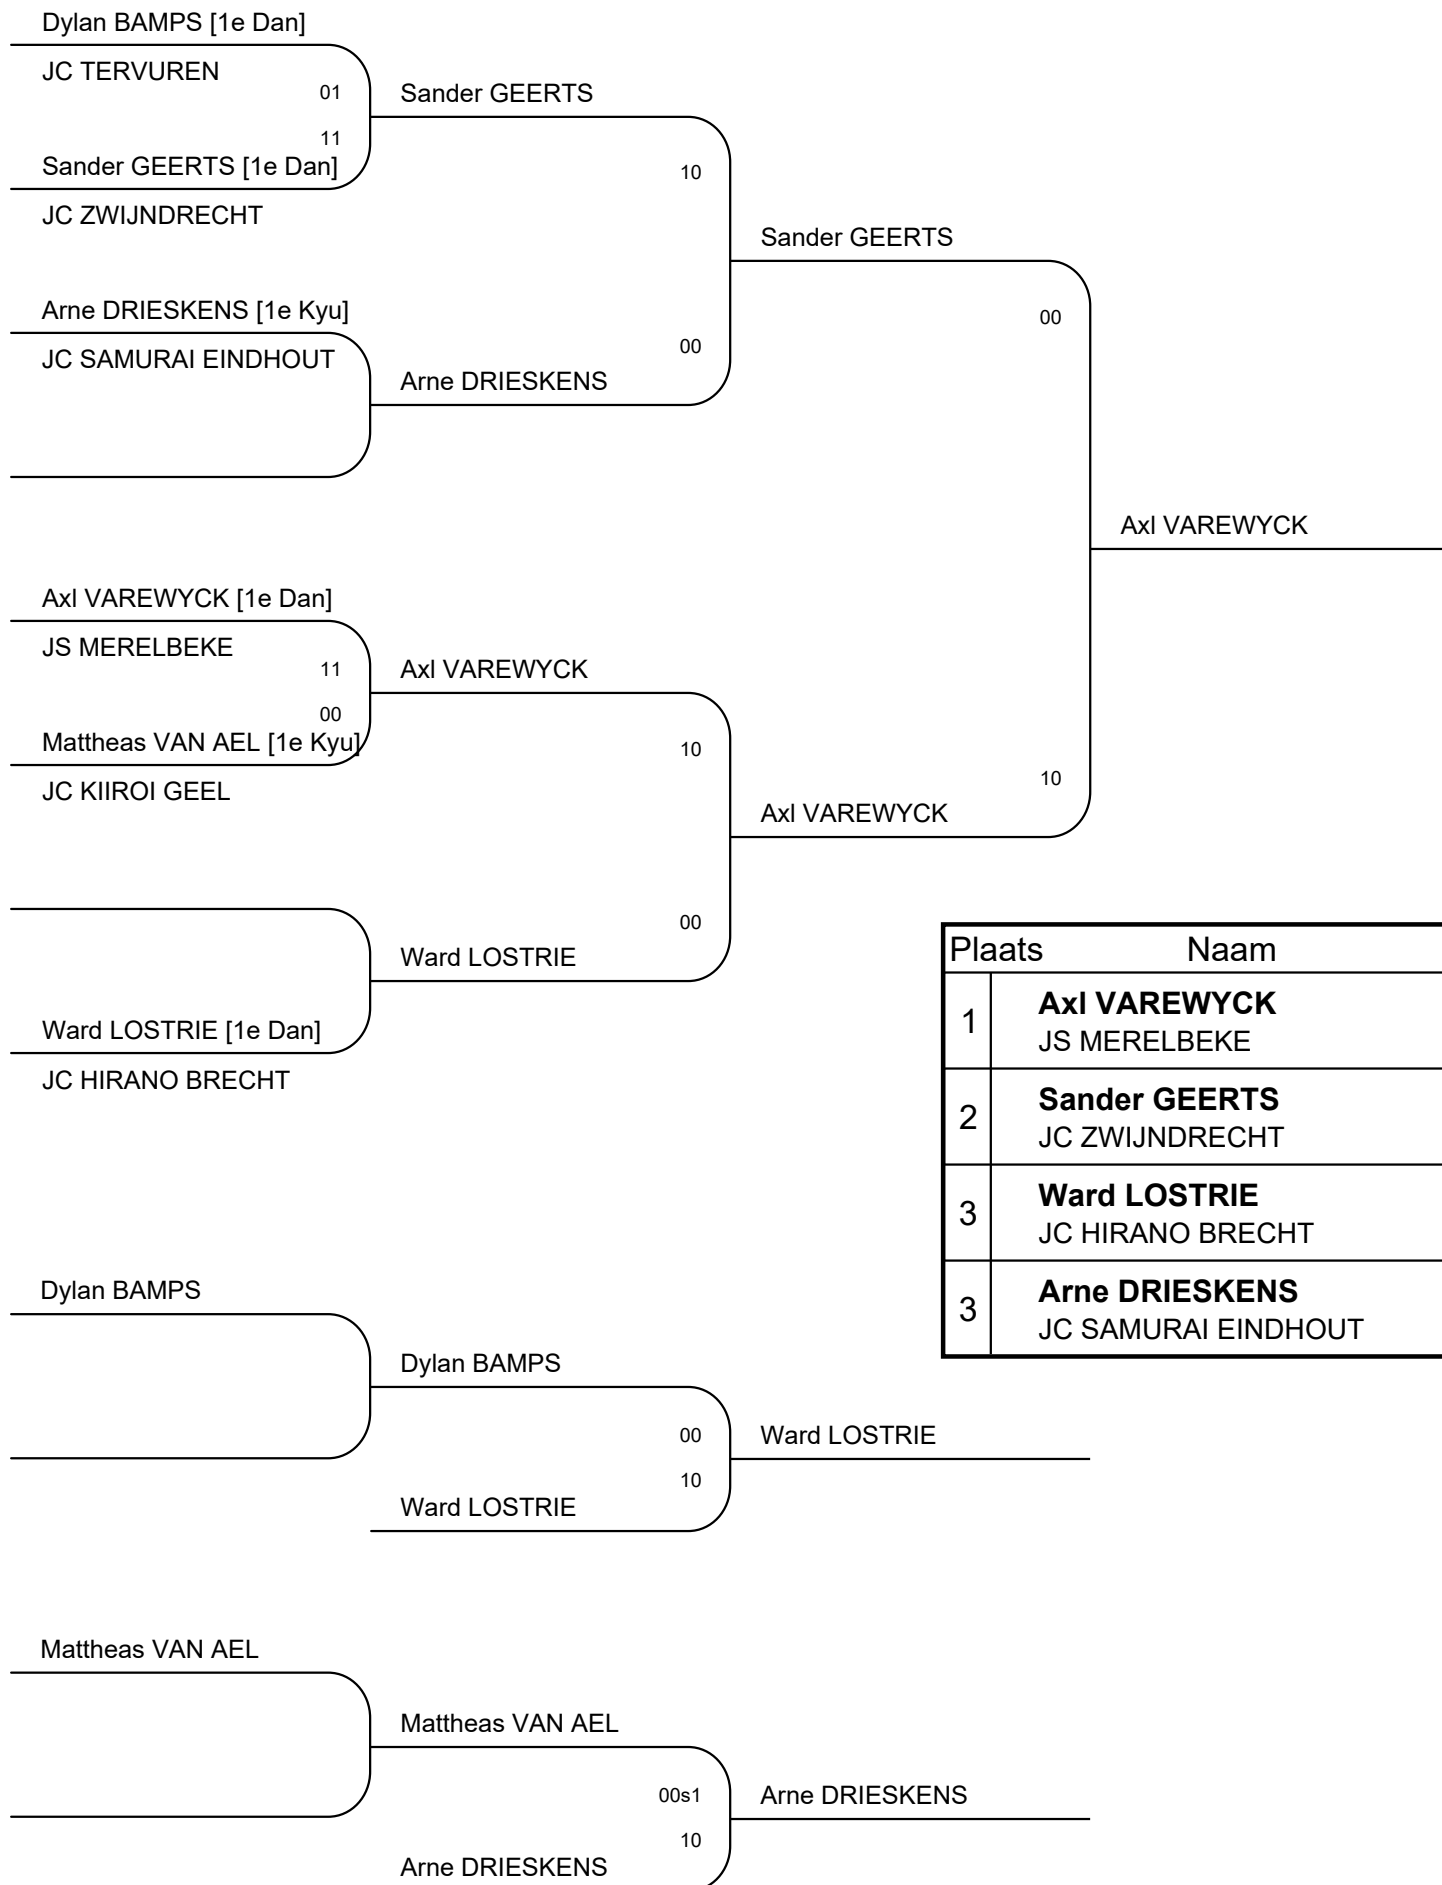 Dylan BAMPS [1e Dan]
JC TERVUREN
01
11
Sander GEERTS [1e Dan]
JC ZWIJNDRECHT
Sander GEERTS
10
Arne DRIESKENS [1e Kyu]
JC SAMURAI EINDHOUT
00
Arne DRIESKENS
Sander GEERTS
00
Axl VAREWYCK
Axl VAREWYCK [1e Dan]
JS MERELBEKE
11
00
Mattheas VAN AEL [1e Kyu]
JC KIIROI GEEL
Axl VAREWYCK
10
00
Ward LOSTRIE
Ward LOSTRIE [1e Dan]
JC HIRANO BRECHT
10
Axl VAREWYCK
Plaats Naam
1 Axl VAREWYCK
JS MERELBEKE
2 Sander GEERTS
JC ZWIJNDRECHT
3 Ward LOSTRIE
JC HIRANO BRECHT
3 Arne DRIESKENS
JC SAMURAI EINDHOUT
Dylan BAMPS
Dylan BAMPS
00
10
Ward LOSTRIE
Ward LOSTRIE
Mattheas VAN AEL
Mattheas VAN AEL
00s1
10
Arne DRIESKENS
Arne DRIESKENS